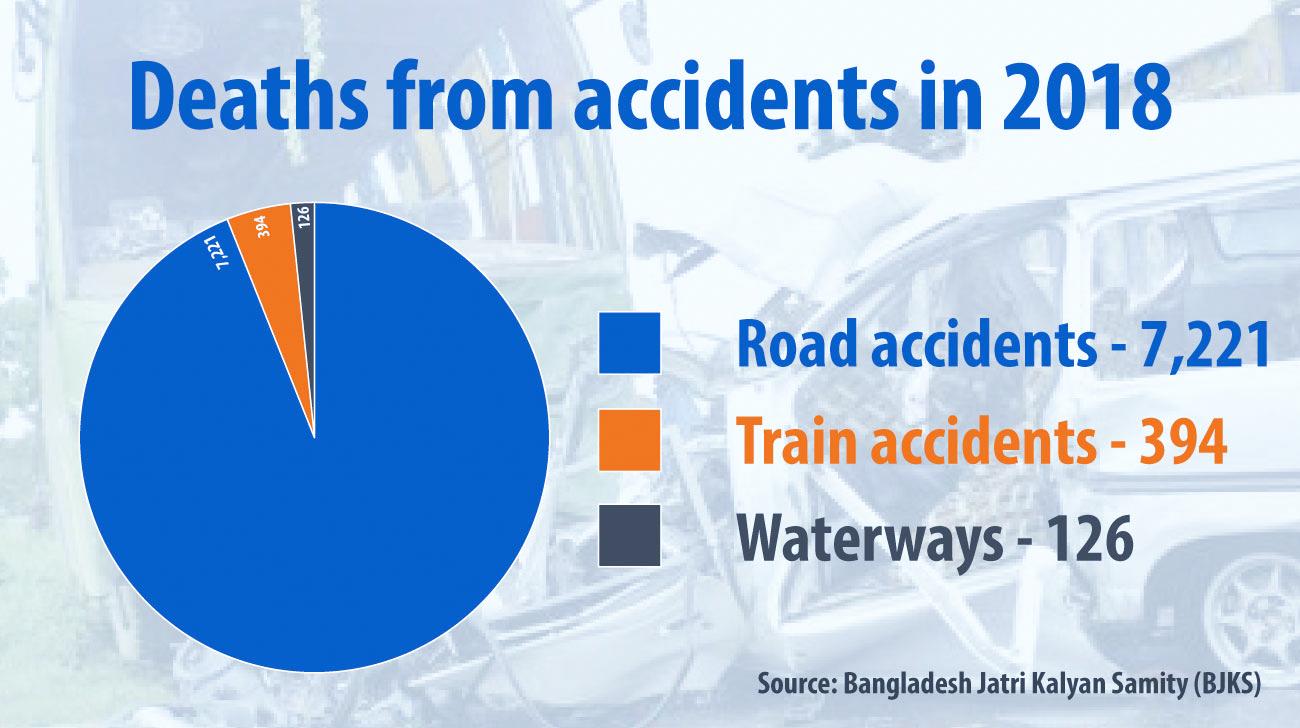 Deaths from accidents in 2018
7,221
394
126
Road accidents - 7,221
Train accidents - 394
Waterways - 126
Source: Bangladesh Jatri Kalyan Samity (BJKS)